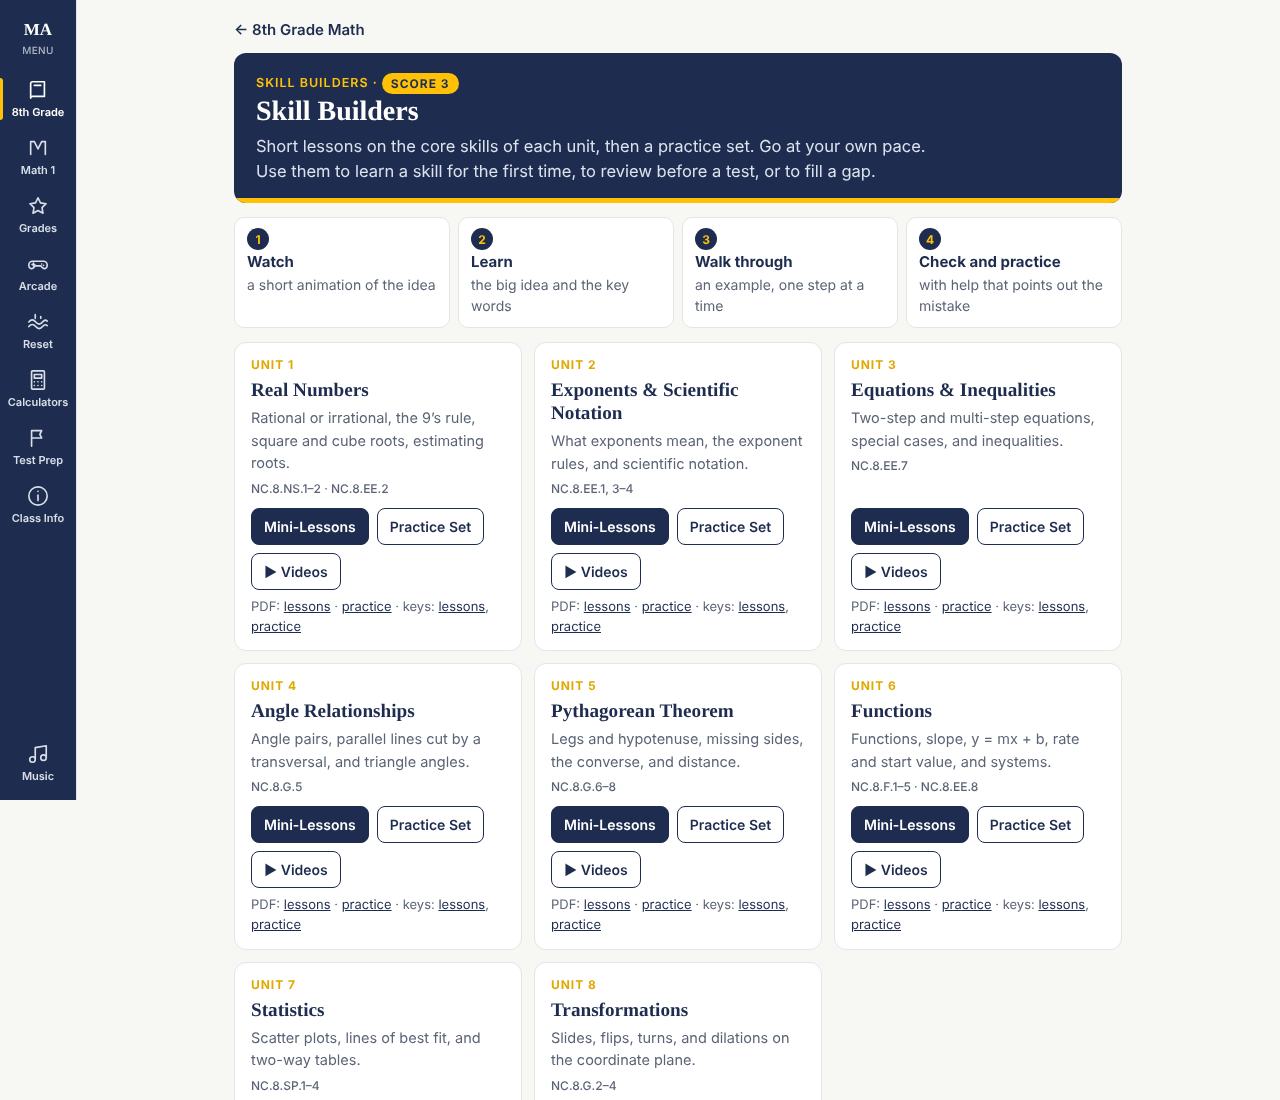 MA
MENU
8th Grade
Math 1
Grades
Arcade
Reset
Calculators
Test Prep
Class Info
Music
← 8th Grade Math
SKILL BUILDERS · SCORE 3
Skill Builders
Short lessons on the core skills of each unit, then a practice set. Go at your own pace.
Use them to learn a skill for the first time, to review before a test, or to fill a gap.
1
Watch
a short animation of the idea
2
Learn
the big idea and the key
words
3
Walk through
an example, one step at a
time
4
Check and practice
with help that points out the
mistake
UNIT 1
Real Numbers
Rational or irrational, the 9’s rule,
square and cube roots, estimating
roots.
NC.8.NS.1–2 · NC.8.EE.2
Mini-Lessons Practice Set
▶ Videos
PDF: lessons · practice · keys: lessons,
practice
UNIT 2
Exponents & Scientific
Notation
What exponents mean, the exponent
rules, and scientific notation.
NC.8.EE.1, 3–4
Mini-Lessons Practice Set
▶ Videos
PDF: lessons · practice · keys: lessons,
practice
UNIT 3
Equations & Inequalities
Two-step and multi-step equations,
special cases, and inequalities.
NC.8.EE.7
Mini-Lessons Practice Set
▶ Videos
PDF: lessons · practice · keys: lessons,
practice
UNIT 4
Angle Relationships
Angle pairs, parallel lines cut by a
transversal, and triangle angles.
NC.8.G.5
Mini-Lessons Practice Set
▶ Videos
PDF: lessons · practice · keys: lessons,
practice
UNIT 5
Pythagorean Theorem
Legs and hypotenuse, missing sides,
the converse, and distance.
NC.8.G.6–8
Mini-Lessons Practice Set
▶ Videos
PDF: lessons · practice · keys: lessons,
practice
UNIT 6
Functions
Functions, slope, y = mx + b, rate
and start value, and systems.
NC.8.F.1–5 · NC.8.EE.8
Mini-Lessons Practice Set
▶ Videos
PDF: lessons · practice · keys: lessons,
practice
UNIT 7
Statistics
Scatter plots, lines of best fit, and
two-way tables.
NC.8.SP.1–4
UNIT 8
Transformations
Slides, flips, turns, and dilations on
the coordinate plane.
NC.8.G.2–4